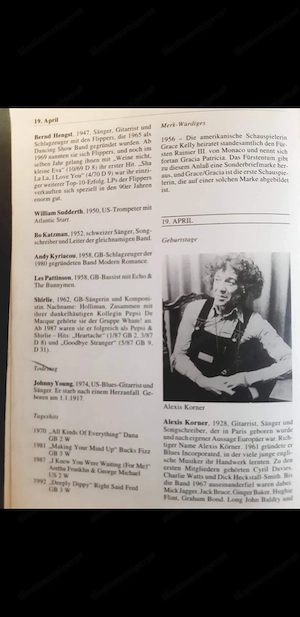 19. April
Bernd Hengst, 1947, Sänger, Gitarrist und
Schlagzeuger mit den Flippers, die 1965 als
Dancing Show Band gegründet wurden. Ab
1969 nannten sie sich Flippers, und noch im
selben Jahr gelang ihnen mit „Weine nicht,
kleine Eva“ (10/69 D 8) ihr erster Hit. „Sha
La La, I Love You“ (4/70 D 9) war ihr einzi-
ger weiterer Top-10-Erfolg. LPs der Flippers
verkauften sich speziell in den 90er Jahren
enorm gut.
William Sudderth, 1950, US-Trompeter mit
Atlantic Starr.
Bo Katzman, 1952, schweizer Sänger, Song-
schreiber und Leiter der gleichnamigen Band.
Andy Kyriacou, 1958, GB-Schlagzeuger der
1980 gegründeten Band Modern Romance.
Les Pattinson, 1958, GB-Bassist mit Echo &
The Bunnymen.
Shirlie, 1962, GB-Sängerin und Komponi-
stin. Nachname: Holliman. Zusammen mit
ihrer dunkelhäutigen Kollegin Pepsi De
Macque gehörte sie der Gruppe Wham! an.
Ab 1987 waren sie erfolgreich als Pepsi &
Shirlie – Hits: „Heartache“ (1/87 GB 2, 3/87
D 8) und „Goodbye Stranger“ (5/87 GB 9,
D 31).
Todestag
Johnny Young, 1974, US-Blues-Gitarrist und
Sänger. Er starb nach einem Herzanfall. Ge-
boren am 1.1.1917.
Tageshits
1970 „All Kinds Of Everything“ Dana
GB 2 W
1981 „Making Your Mind Up“ Bucks Fizz
GB 3 W
1987 „I Knew You Were Waiting (For Me)“
Aretha Franklin & George Michael
US 2 W
1992 „Deeply Dippy“ Right Said Fred
GB 3 W
Merk-Würdiges
1956 – Die amerikanische Schauspielerin
Grace Kelly heiratet standesamtlich den Für-
sten Rainier III. von Monaco und nennt sich
fortan Gracia Patricia. Das Fürstentum gibt
zu diesem Anlaß eine Sonderbriefmarke her-
aus, und Grace/Gracia ist die erste Schauspie-
lerin, die auf einer solchen Marke abgebildet
ist.
19. APRIL
Geburtstage
Alexis Korner
Alexis Korner, 1928, Gitarrist, Sänger und
Songschreiber, der in Paris geboren wurde
und nach eigener Aussage Europäer war. Rich-
tiger Name Alexis Körner. 1961 gründete er
Blues Incorporated, in der viele junge engli-
sche Musiker ihr Handwerk lernten. Zu den
ersten Mitgliedern gehörten Cyril Davies,
Charlie Watts und Dick Heckstall-Smith. Bis
die Band 1967 auseinanderfiel waren dabei:
Mick Jagger, Jack Bruce, Ginger Baker, Hughie
Flint, Graham Bond, Long John Baldry und